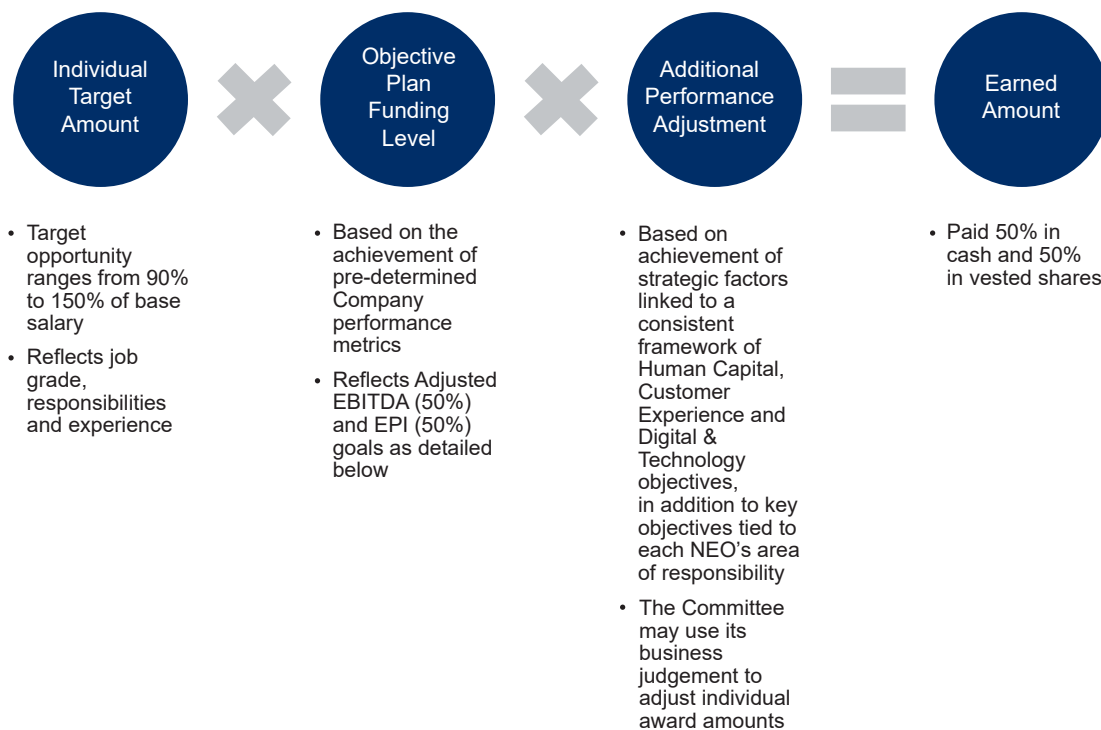 Individual
Target
Amount
Objective
Plan
Funding
Level
Additional
Performance
Adjustment
Earned
Amount
• Target
opportunity
ranges from 90%
to 150% of base
salary
• Reflects job
grade,
responsibilities
and experience
• Based on the
achievement of
pre-determined
Company
performance
metrics
• Reflects Adjusted
EBITDA (50%)
and EPI (50%)
goals as detailed
below
• Based on
achievement of
strategic factors
linked to a
consistent
framework of
Human Capital,
Customer
Experience and
Digital &
Technology
objectives,
in addition to key
objectives tied to
each NEO’s area
of responsibility
• The Committee
may use its
business
judgement to
adjust individual
award amounts
• Paid 50% in
cash and 50%
in vested shares